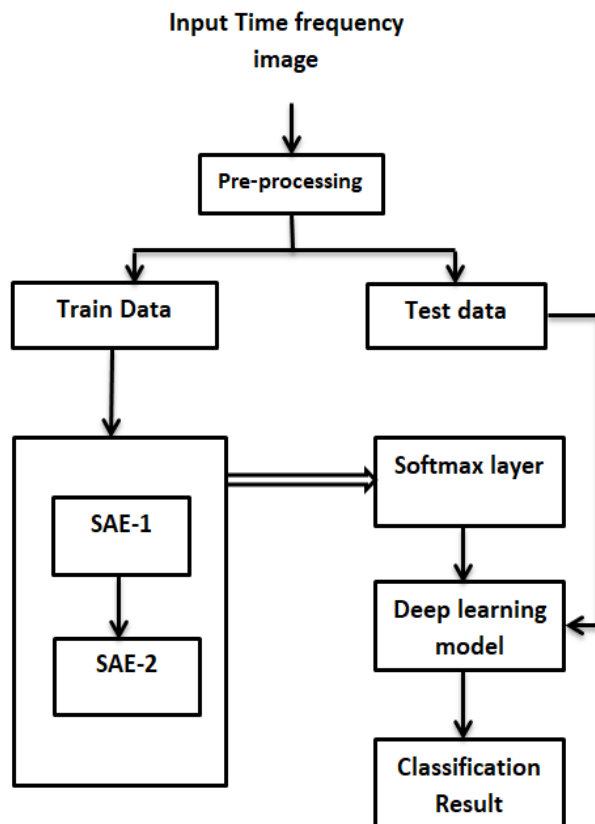 Input Time frequency
image
Pre-processing
Train Data
Test data
Softmax layer
SAE-1
Deep learning
model
SAE-2
Classification
Result